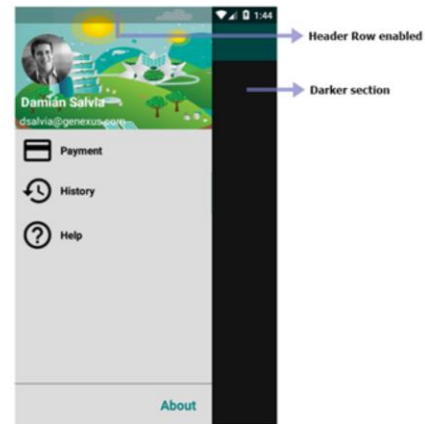 1:44
Header Row enabled
Darker section
Damián Salvia
dsalvia@genexus.com
Payment
History
Help
About